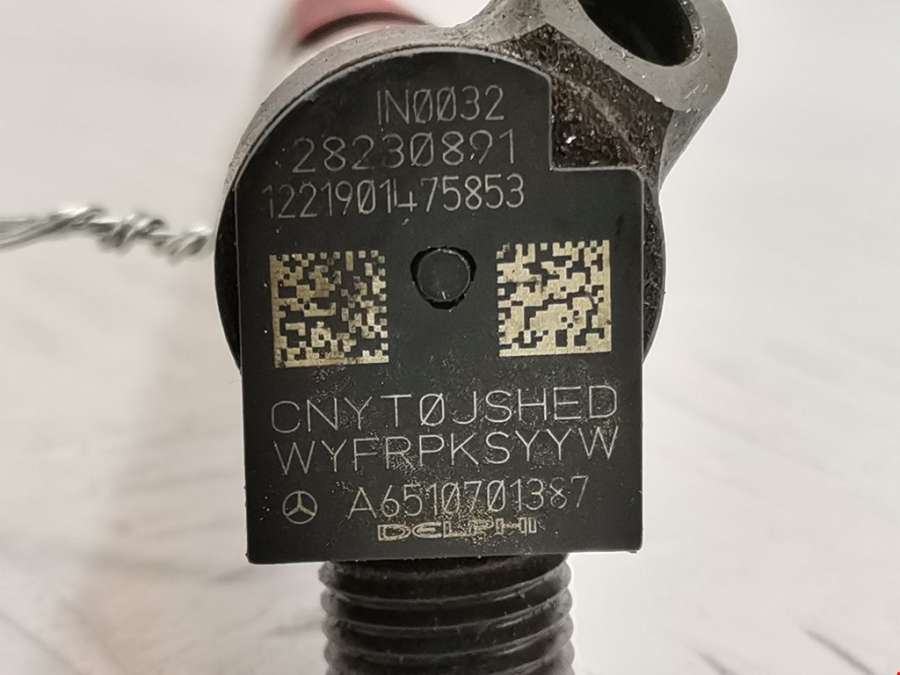 IN0032
28230891
1221901475853
CNYT0JSHED
WYFRPKSYYW
A6510701387
DELPHI